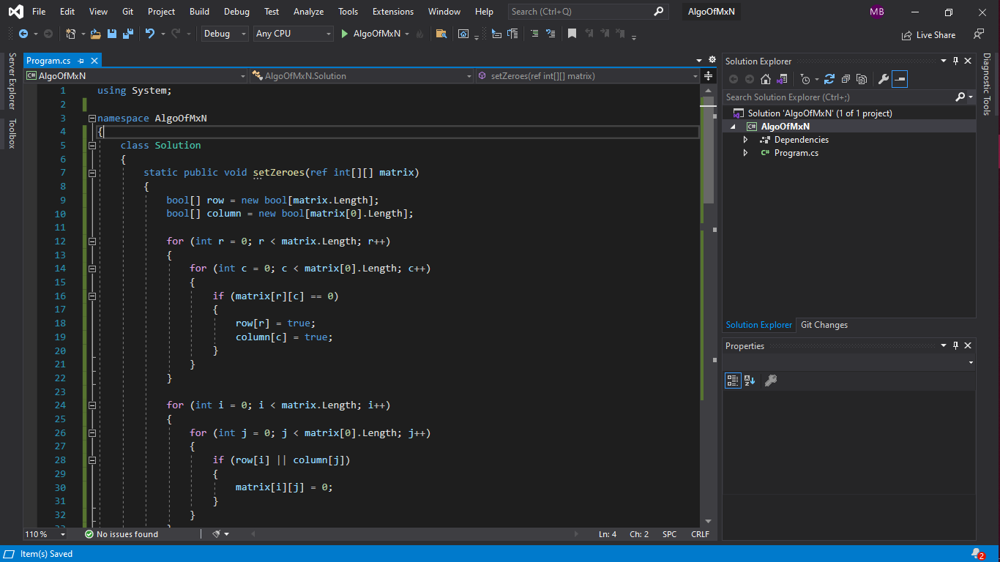 File Edit View Git Project Build Debug Test Analyze Tools Extensions Window Help Search (Ctrl+Q) AlgoOfMxN MB
Debug Any CPU AlgoOfMxN Live Share
Server Explorer
Toolbox
Program.cs
C# AlgoOfMxN AlgoOfMxN.Solution setZeroes(ref int[][] matrix)
1 using System;
2
3 namespace AlgoOfMxN
4 {
5 class Solution
6 {
7 static public void setZeroes(ref int[][] matrix)
8 {
9 bool[] row = new bool[matrix.Length];
10 bool[] column = new bool[matrix[0].Length];
11
12 for (int r = 0; r < matrix.Length; r++)
13 {
14 for (int c = 0; c < matrix[0].Length; c++)
15 {
16 if (matrix[r][c] == 0)
17 {
18 row[r] = true;
19 column[c] = true;
20 }
21 }
22 }
23
24 for (int i = 0; i < matrix.Length; i++)
25 {
26 for (int j = 0; j < matrix[0].Length; j++)
27 {
28 if (row[i] || column[j])
29 {
30 matrix[i][j] = 0;
31 }
32 }
110 % No issues found Ln: 4 Ch: 2 SPC CRLF
Solution Explorer
Search Solution Explorer (Ctrl+;)
Solution 'AlgoOfMxN' (1 of 1 project)
C# AlgoOfMxN
Dependencies
C# Program.cs
Solution Explorer Git Changes
Properties
Diagnostic Tools
Item(s) Saved 2